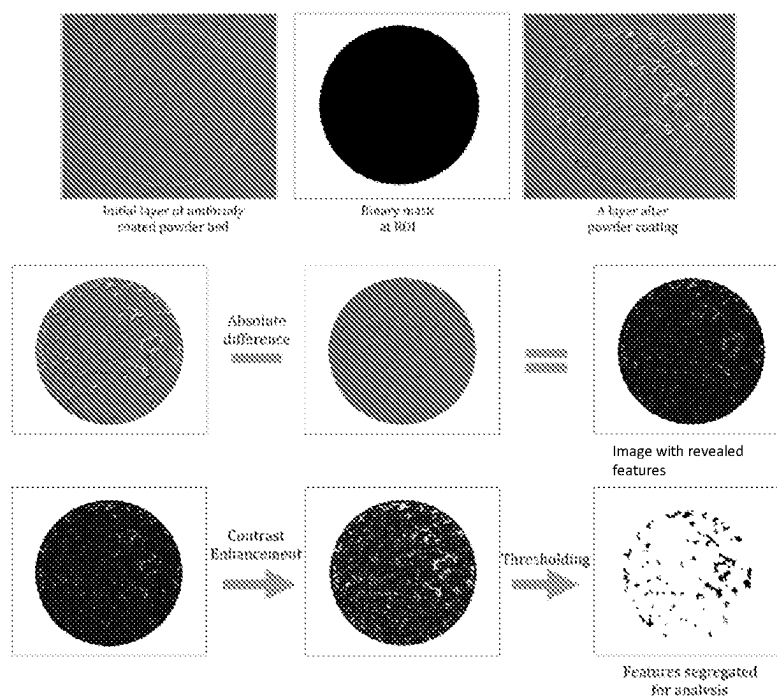 Initial layer of uniformly
coated powder bed
Binary mask
at ROI
A layer after
powder coating
Absolute
difference
Image with revealed
features
Contrast
Enhancement
Thresholding
Features segregated
for analysis